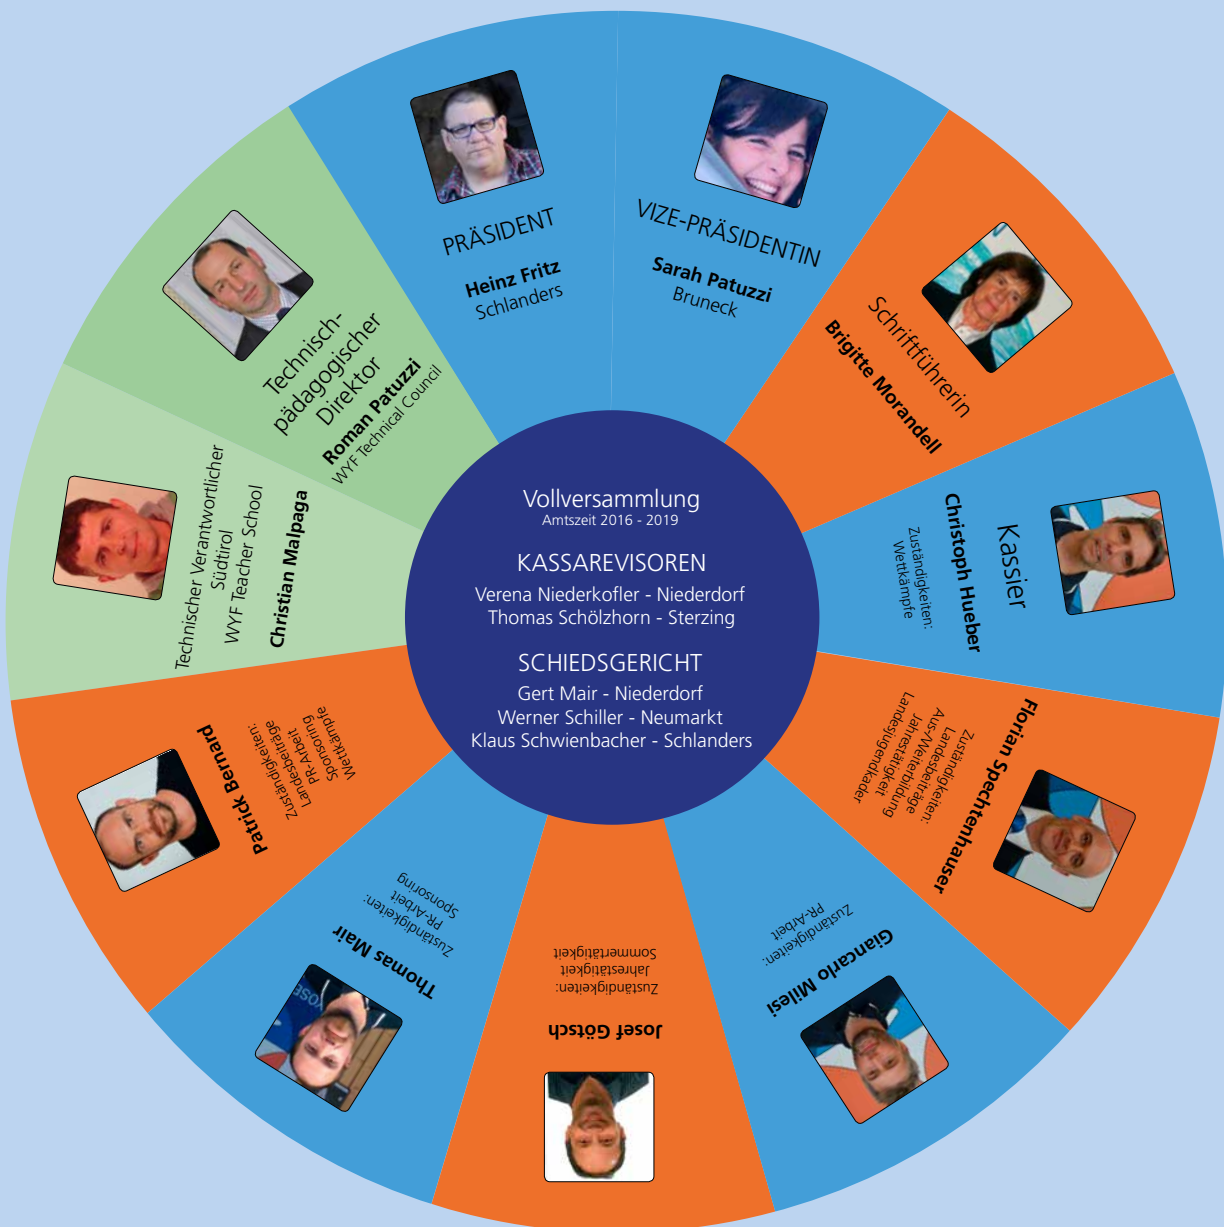 PRÄSIDENT
Heinz Fritz
Schlanders
VIZE-PRÄSIDENTIN
Sarah Patuzzi
Bruneck
Schriftführerin
Brigitte Morandell
Kassier
Christoph Hueber
Zuständigkeiten:
Wettkämpfe
Florian Spechtenhauser
Zuständigkeiten:
Landesbeiträge
Aus-/Weiterbildung
Jahrestätigkeit
Landesjugendkader
Giancarlo Milesi
Zuständigkeiten:
PR-Arbeit
Josef Götsch
Zuständigkeiten:
Jahrestätigkeit
Sommertätigkeit
Thomas Mair
Zuständigkeiten:
PR-Arbeit
Sponsoring
Patrick Bernard
Zuständigkeiten:
Landesbeiträge
PR-Arbeit
Sponsoring
Wettkämpfe
Technischer Verantwortlicher
Südtirol
WYF Teacher School
Christian Malpaga
Technisch-
pädagogischer
Direktor
Roman Patuzzi
WYF Technical Council
Vollversammlung
Amtszeit 2016 - 2019
KASSAREVISOREN
Verena Niederkofler - Niederdorf
Thomas Schölzhorn - Sterzing
SCHIEDSGERICHT
Gert Mair - Niederdorf
Werner Schiller - Neumarkt
Klaus Schwienbacher - Schlanders